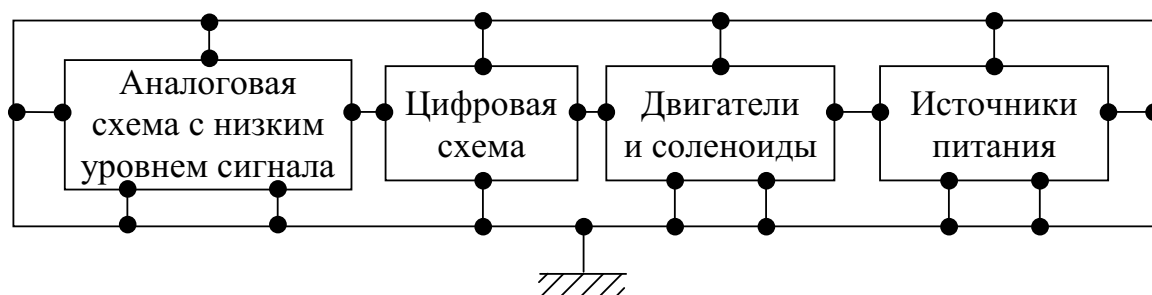 Аналоговая
схема с низким
уровнем сигнала
Цифровая
схема
Двигатели
и соленоиды
Источники
питания